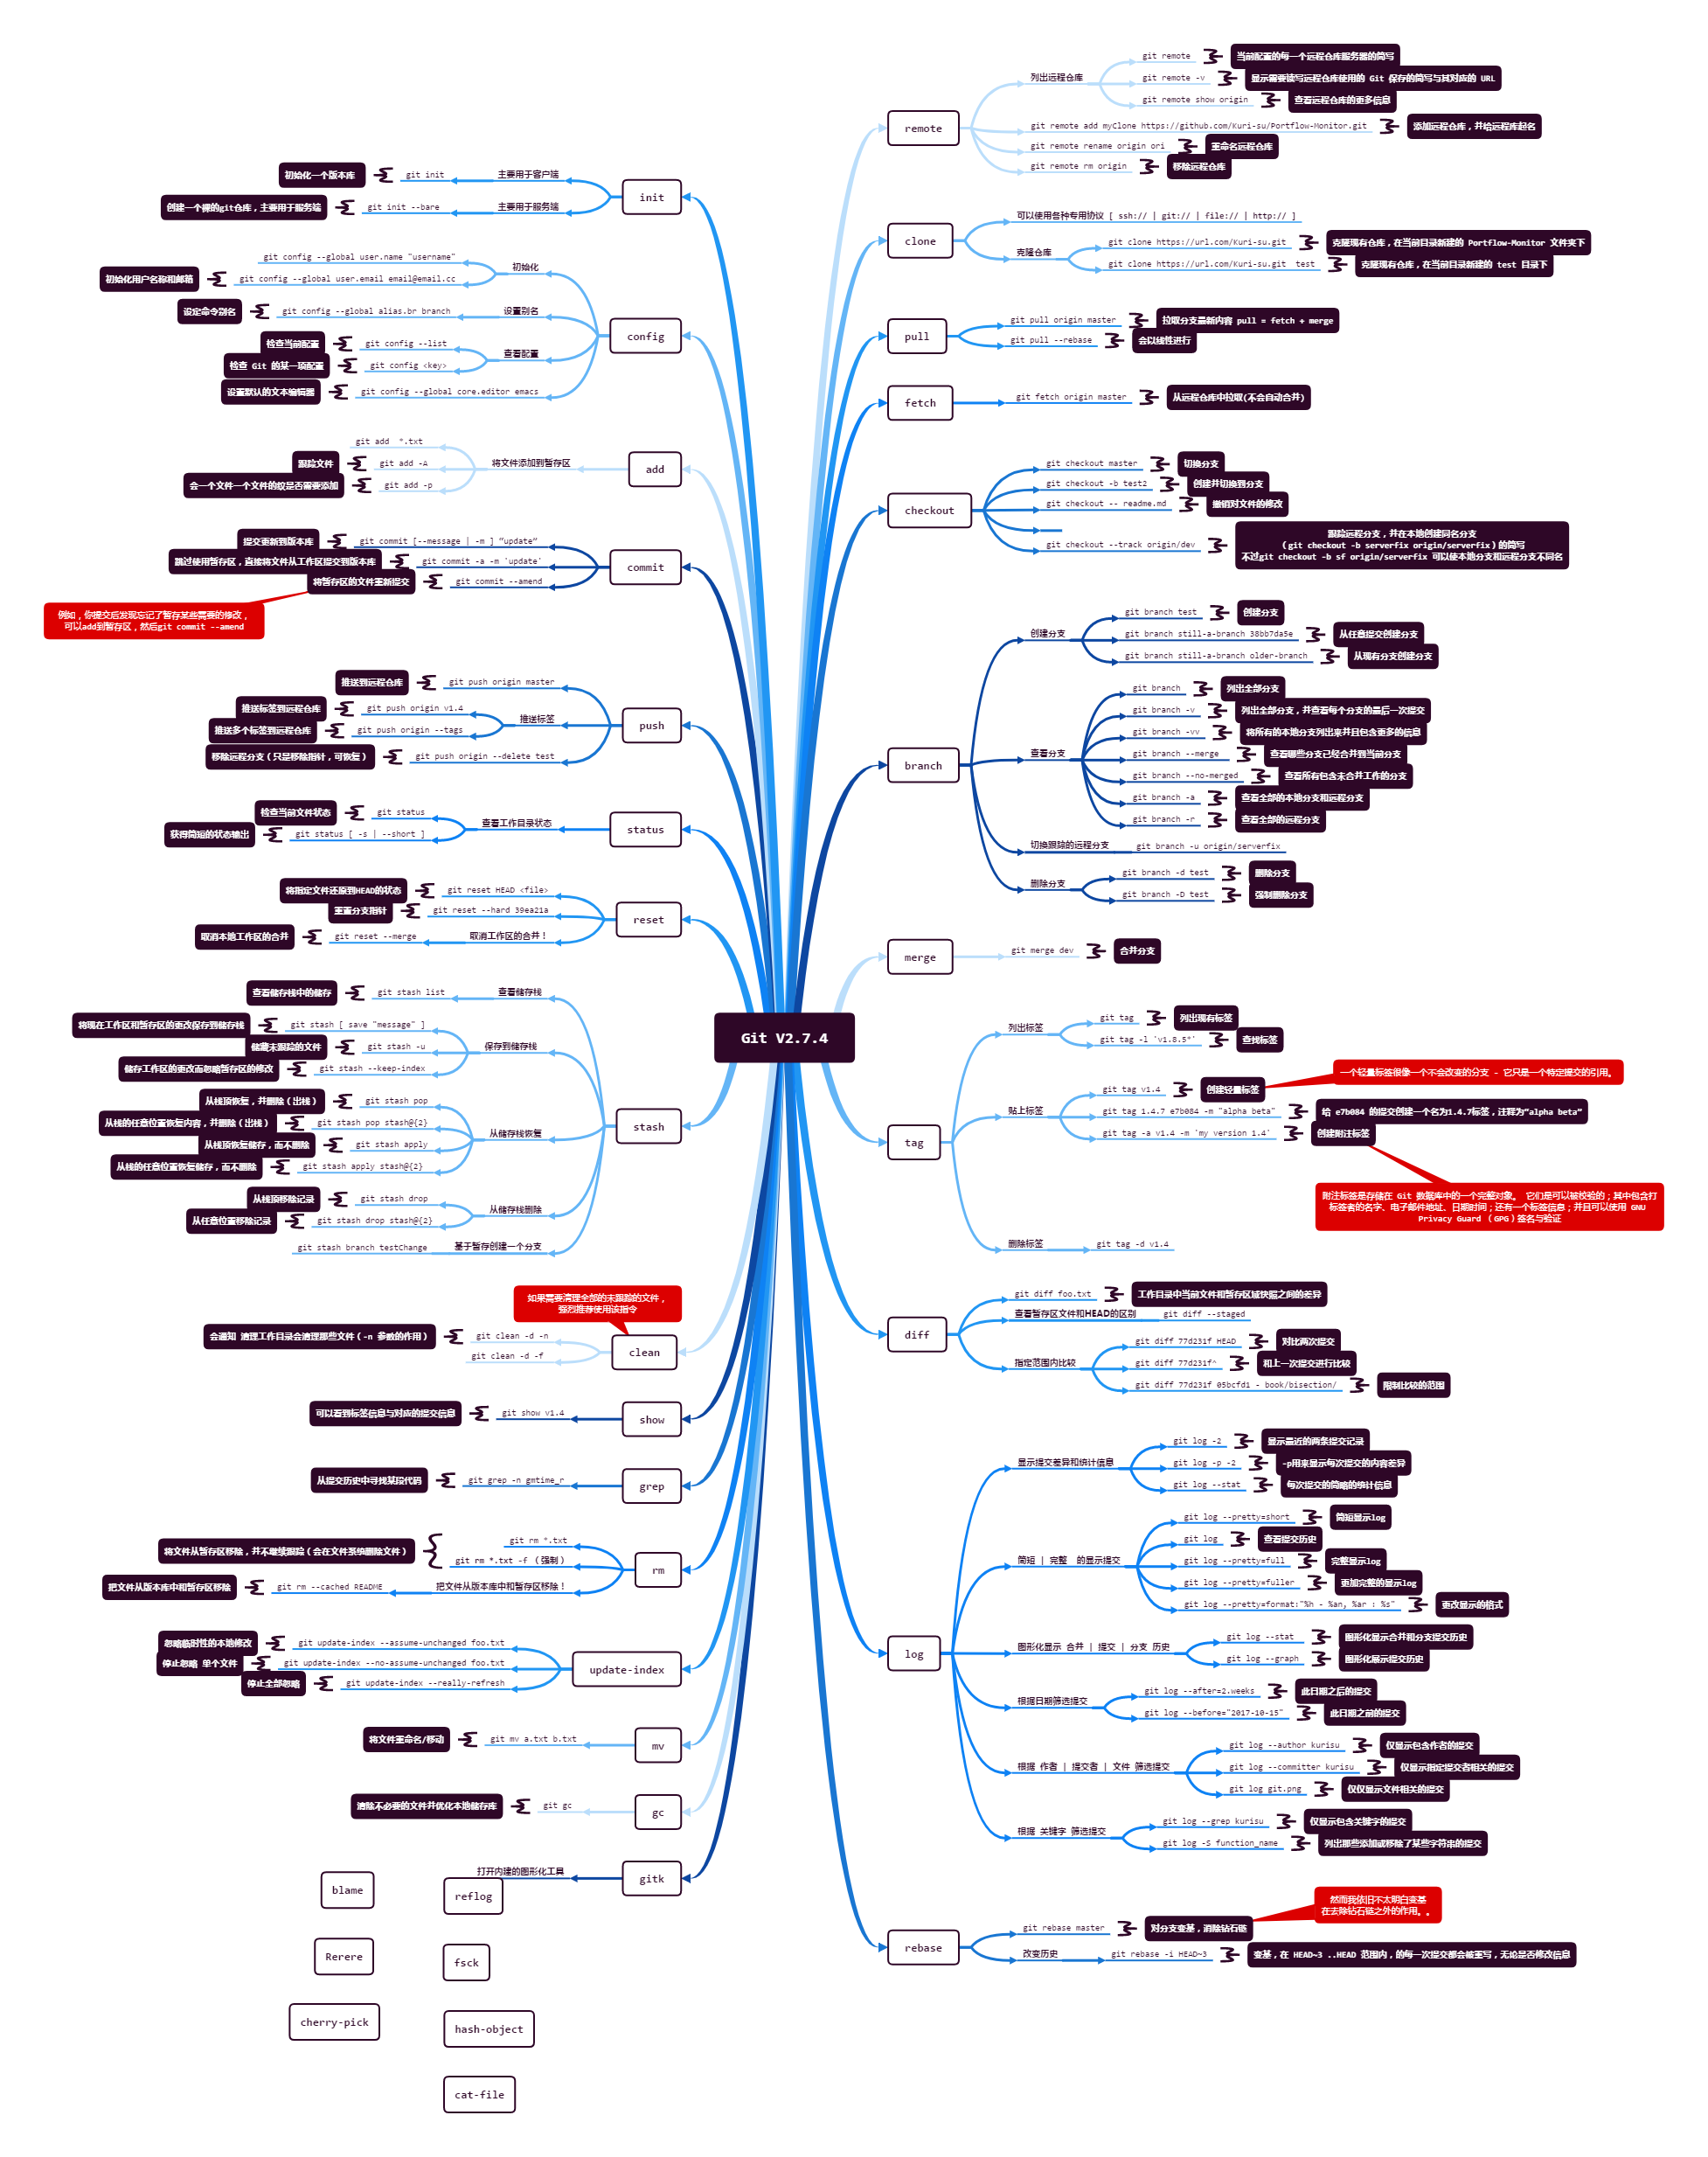 Git V2.7.4
init
主要用于客户端
git init
初始化一个版本库
主要用于服务端
git init --bare
创建一个裸的git仓库，主要用于服务端
config
初始化
git config --global user.name "username"
git config --global user.email email@email.cc
初始化用户名称和邮箱
设置别名
git config --global alias.br branch
设定命令别名
查看配置
git config --list
检查当前配置
git config <key>
检查 Git 的某一项配置
git config --global core.editor emacs
设置默认的文本编辑器
add
将文件添加到暂存区
git add  *.txt
git add -A
跟踪文件
git add -p
会一个文件一个文件的校是否需要添加
commit
git commit [--message | -m ] “update”
提交更新到版本库
git commit -a -m 'update'
跳过使用暂存区，直接将文件从工作区提交到版本库
git commit --amend
将暂存区的文件重新提交
例如，你提交后发现忘记了暂存某些需要的修改，
可以add到暂存区，然后git commit --amend
push
git push origin master
推送到远程仓库
推送标签
git push origin v1.4
推送标签到远程仓库
git push origin --tags
推送多个标签到远程仓库
git push origin --delete test
移除远程分支（只是移除指针，可恢复）
status
查看工作目录状态
git status
检查当前文件状态
git status [ -s | --short ]
获得简短的状态输出
reset
git reset HEAD <file>
将指定文件还原到HEAD的状态
git reset --hard 39ea21a
重置分支指针
取消工作区的合并！
git reset --merge
取消本地工作区的合并
stash
查看储存栈
git stash list
查看储存栈中的储存
保存到储存栈
git stash [ save "message" ]
将现在工作区和暂存区的更改保存到储存栈
git stash -u
储藏未跟踪的文件
git stash --keep-index
储存工作区的更改而忽略暂存区的修改
从储存栈恢复
git stash pop
从栈顶恢复，并删除（出栈）
git stash pop stash@{2}
从栈的任意位置恢复内容，并删除（出栈）
git stash apply
从栈顶恢复储存，而不删除
git stash apply stash@{2}
从栈的任意位置恢复储存，而不删除
从储存栈删除
git stash drop
从栈顶移除记录
git stash drop stash@{2}
从任意位置移除记录
基于暂存创建一个分支
git stash branch testChange
clean
如果需要清理全部的未跟踪的文件，
强烈推荐使用该指令
git clean -d -n
会通知 清理工作目录会清理那些文件（-n 参数的作用）
git clean -d -f
show
git show v1.4
可以看到标签信息与对应的提交信息
grep
git grep -n gmtime_r
从提交历史中寻找某段代码
rm
git rm *.txt
git rm *.txt -f （强制）
将文件从暂存区移除，并不继续跟踪（会在文件系统删除文件）
把文件从版本库中和暂存区移除！
git rm --cached README
把文件从版本库中和暂存区移除
update-index
git update-index --assume-unchanged foo.txt
忽略临时性的本地修改
git update-index --no-assume-unchanged foo.txt
停止忽略 单个文件
git update-index --really-refresh
停止全部忽略
mv
git mv a.txt b.txt
将文件重命名/移动
gc
git gc
清除不必要的文件并优化本地储存库
gitk
打开内建的图形化工具
blame
reflog
Rerere
fsck
cherry-pick
hash-object
cat-file
remote
列出远程仓库
git remote
当前配置的每一个远程仓库服务器的简写
git remote -v
显示需要读写远程仓库使用的 Git 保存的简写与其对应的 URL
git remote show origin
查看远程仓库的更多信息
git remote add myClone https://github.com/Kuri-su/Portflow-Monitor.git
添加远程仓库，并给远程库起名
git remote rename origin ori
重命名远程仓库
git remote rm origin
移除远程仓库
clone
可以使用各种专用协议 [ ssh:// | git:// | file:// | http:// ]
克隆仓库
git clone https://url.com/Kuri-su.git
克隆现有仓库，在当前目录新建的 Portflow-Monitor 文件夹下
git clone https://url.com/Kuri-su.git  test
克隆现有仓库，在当前目录新建的 test 目录下
pull
git pull origin master
拉取分支最新内容 pull = fetch + merge
git pull --rebase
会以线性进行
fetch
git fetch origin master
从远程仓库中拉取(不会自动合并)
checkout
git checkout master
切换分支
git checkout -b test2
创建并切换到分支
git checkout -- readme.md
撤销对文件的修改
git checkout --track origin/dev
跟踪远程分支，并在本地创建同名分支
（git checkout -b serverfix origin/serverfix）的简写
不过git checkout -b sf origin/serverfix 可以使本地分支和远程分支不同名
branch
创建分支
git branch test
创建分支
git branch still-a-branch 38bb7da5e
从任意提交创建分支
git branch still-a-branch older-branch
从现有分支创建分支
查看分支
git branch
列出全部分支
git branch -v
列出全部分支，并查看每个分支的最后一次提交
git branch -vv
将所有的本地分支列出来并且包含更多的信息
git branch --merge
查看哪些分支已经合并到当前分支
git branch --no-merged
查看所有包含未合并工作的分支
git branch -a
查看全部的本地分支和远程分支
git branch -r
查看全部的远程分支
切换跟踪的远程分支
git branch -u origin/serverfix
删除分支
git branch -d test
删除分支
git branch -D test
强制删除分支
merge
git merge dev
合并分支
tag
列出标签
git tag
列出现有标签
git tag -l 'v1.8.5*'
查找标签
贴上标签
git tag v1.4
创建轻量标签
一个轻量标签很像一个不会改变的分支 - 它只是一个特定提交的引用。
git tag 1.4.7 e7b084 -m "alpha beta"
给 e7b084 的提交创建一个名为1.4.7标签，注释为“alpha beta”
git tag -a v1.4 -m 'my version 1.4'
创建附注标签
附注标签是存储在 Git 数据库中的一个完整对象。 它们是可以被校验的；其中包含打
标签者的名字、电子邮件地址、日期时间；还有一个标签信息；并且可以使用 GNU
Privacy Guard （GPG）签名与验证
删除标签
git tag -d v1.4
diff
git diff foo.txt
工作目录中当前文件和暂存区域快照之间的差异
查看暂存区文件和HEAD的区别
git diff --staged
指定范围内比较
git diff 77d231f HEAD
对比两次提交
git diff 77d231f^
和上一次提交进行比较
git diff 77d231f 05bcfd1 - book/bisection/
限制比较的范围
log
显示提交差异和统计信息
git log -2
显示最近的两条提交记录
git log -p -2
-p用来显示每次提交的内容差异
git log --stat
每次提交的简略的统计信息
简短 | 完整  的显示提交
git log --pretty=short
简短显示log
git log
查看提交历史
git log --pretty=full
完整显示log
git log --pretty=fuller
更加完整的显示log
git log --pretty=format:"%h - %an, %ar : %s"
更改显示的格式
图形化显示 合并 | 提交 | 分支 历史
git log --stat
图形化显示合并和分支提交历史
git log --graph
图形化展示提交历史
根据日期筛选提交
git log --after=2.weeks
此日期之后的提交
git log --before="2017-10-15"
此日期之前的提交
根据 作者 | 提交者 | 文件 筛选提交
git log --author kurisu
仅显示包含作者的提交
git log --committer kurisu
仅显示指定提交者相关的提交
git log git.png
仅仅显示文件相关的提交
根据 关键字 筛选提交
git log --grep kurisu
仅显示包含关键字的提交
git log -S function_name
列出那些添加或移除了某些字符串的提交
rebase
git rebase master
对分支变基，消除钻石链
然而我依旧不太明白变基
在去除钻石链之外的作用。。
改变历史
git rebase -i HEAD~3
变基，在 HEAD~3 ..HEAD 范围内，的每一次提交都会被重写，无论是否修改信息